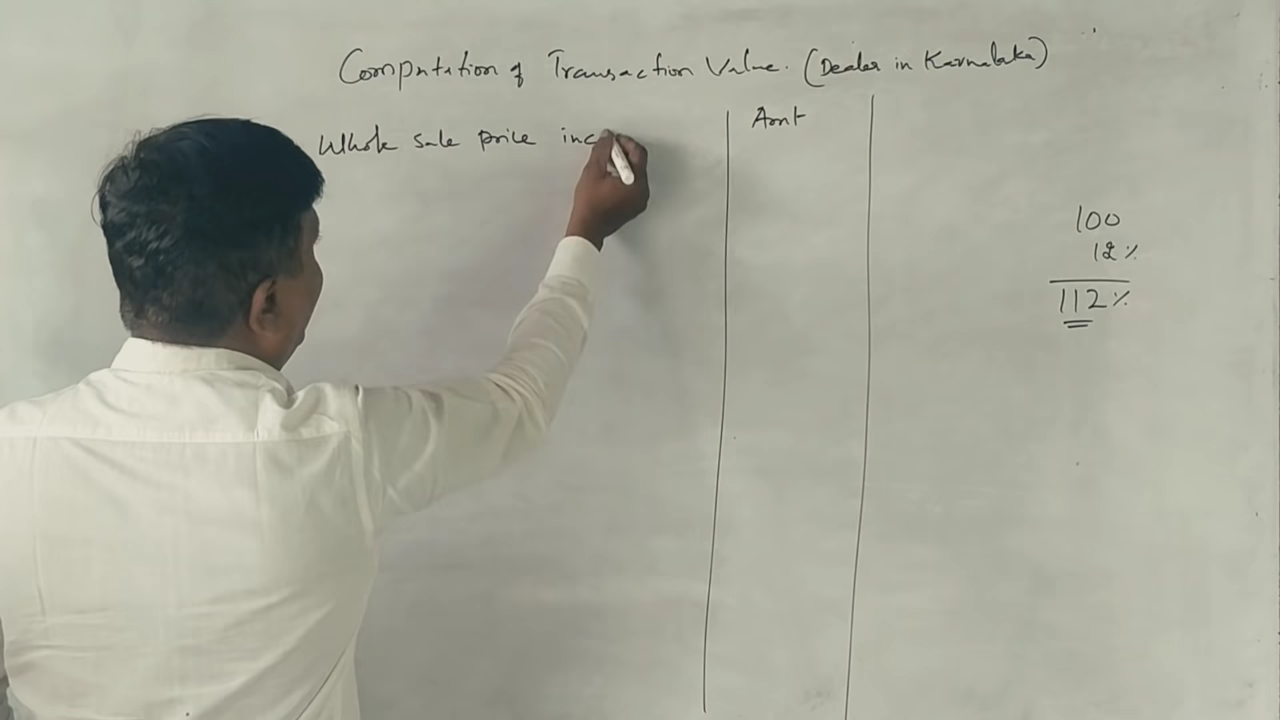 Computation of Transaction Value. (Dealer in Karnataka)
Amt
Whole sale price inc
100
12%
112%